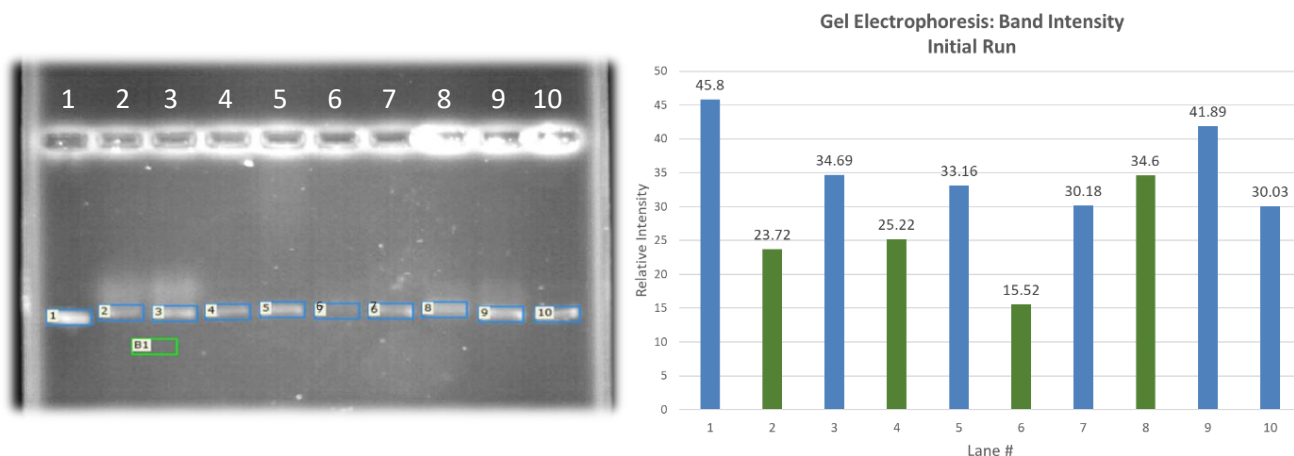 1 2 3 4 5 6 7 8 9 10
1 2 3 4 5 6 7 6 8 9 10
B1
Gel Electrophoresis: Band Intensity
Initial Run
Relative Intensity
50
45
40
35
30
25
20
15
10
5
0
45.8
23.72
34.69
25.22
33.16
15.52
30.18
34.6
41.89
30.03
1 2 3 4 5 6 7 8 9 10
Lane #